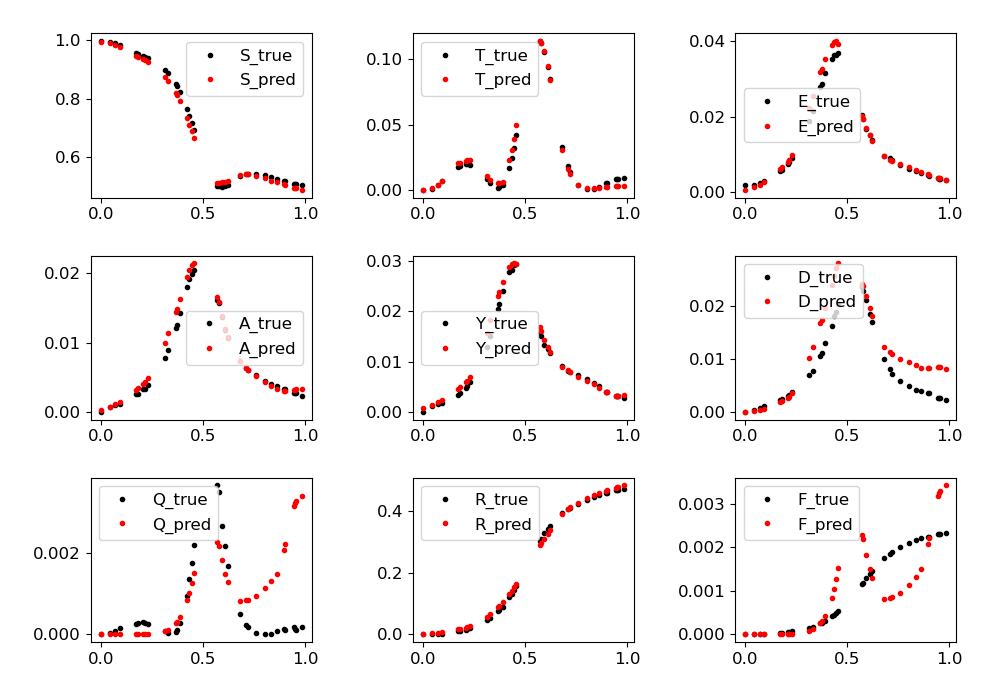 1.0
0.8
0.6
0.0 0.5 1.0
S_true
S_pred
0.10
0.05
0.00
0.0 0.5 1.0
T_true
T_pred
0.04
0.02
0.00
0.0 0.5 1.0
E_true
E_pred
0.02
0.01
0.00
0.0 0.5 1.0
A_true
A_pred
0.03
0.02
0.01
0.00
0.0 0.5 1.0
Y_true
Y_pred
0.02
0.01
0.00
0.0 0.5 1.0
D_true
D_pred
0.002
0.000
0.0 0.5 1.0
Q_true
Q_pred
0.4
0.2
0.0
0.0 0.5 1.0
R_true
R_pred
0.003
0.002
0.001
0.000
0.0 0.5 1.0
F_true
F_pred